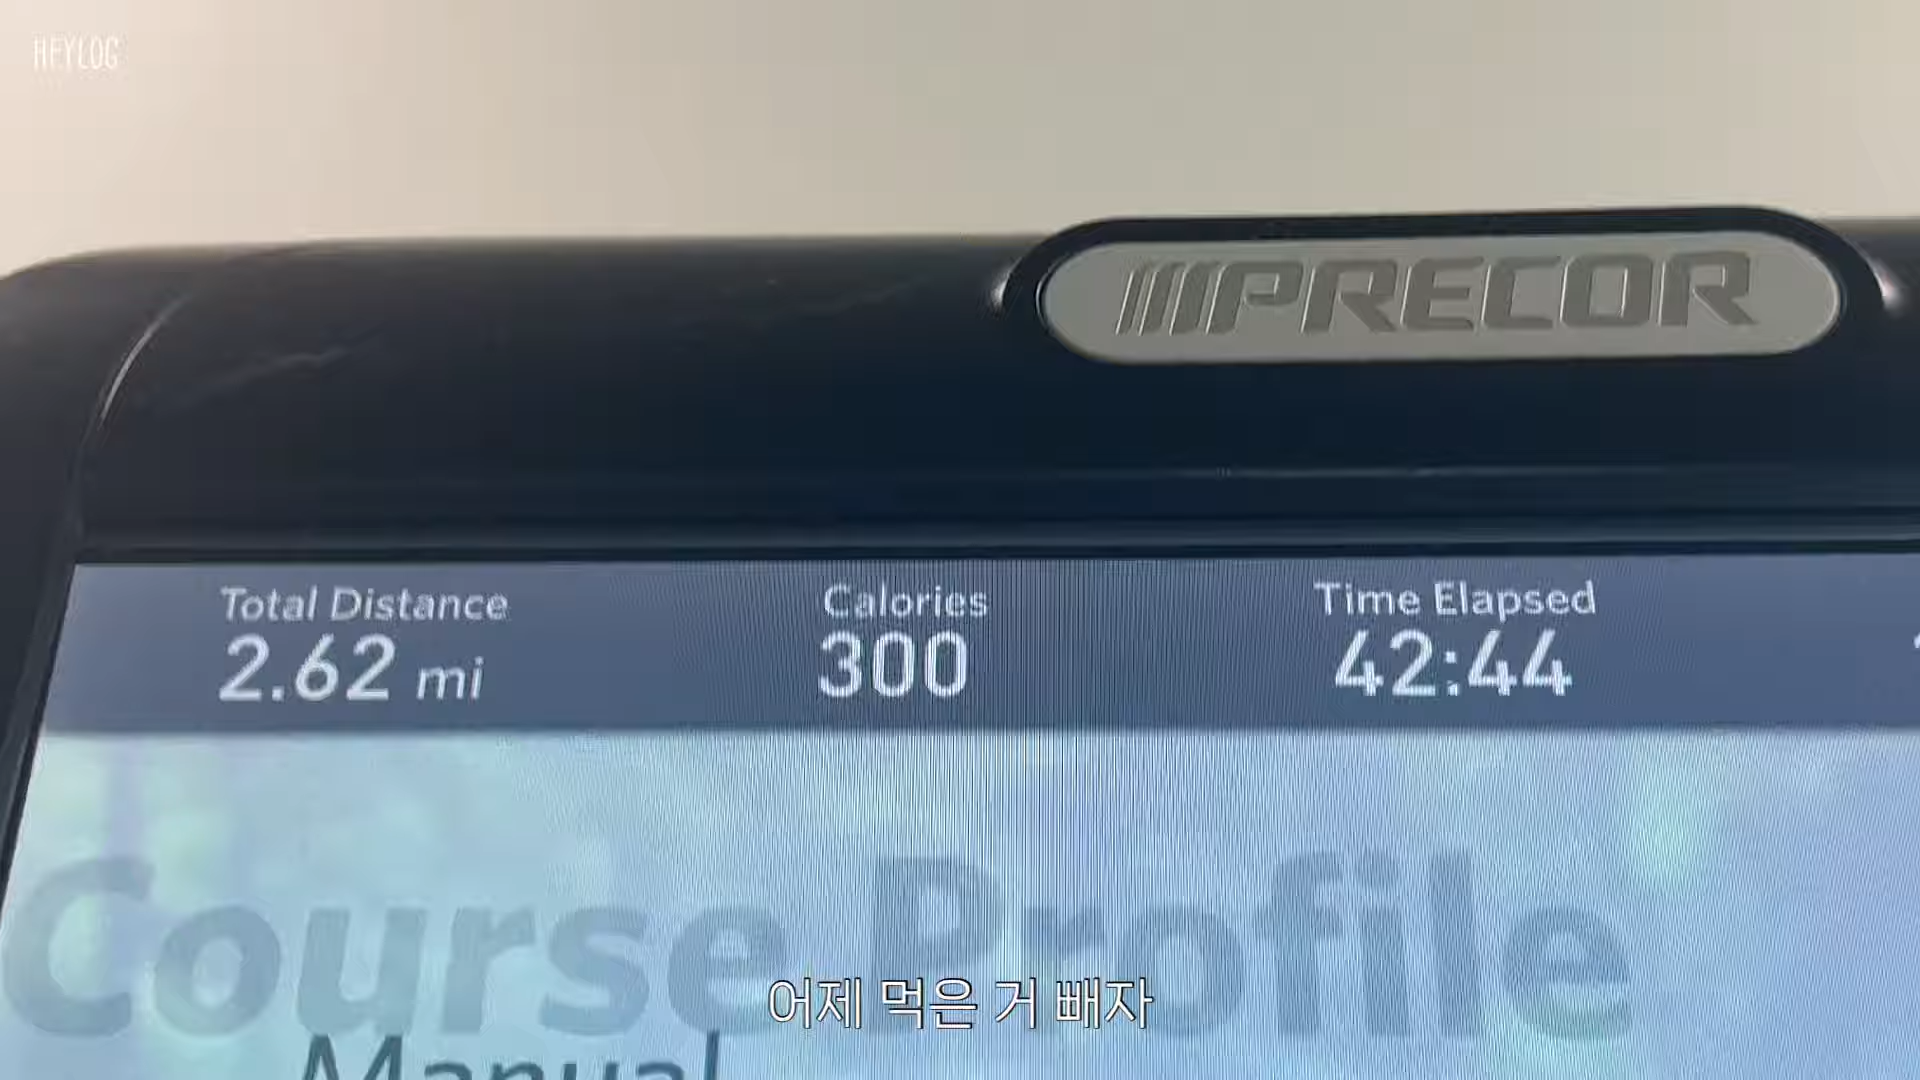 HEYLOG
PRECOR
Total Distance Calories Time Elapsed
2.62 mi 300 42:44
Course Profile
어제 먹은 거 빼자
Manual